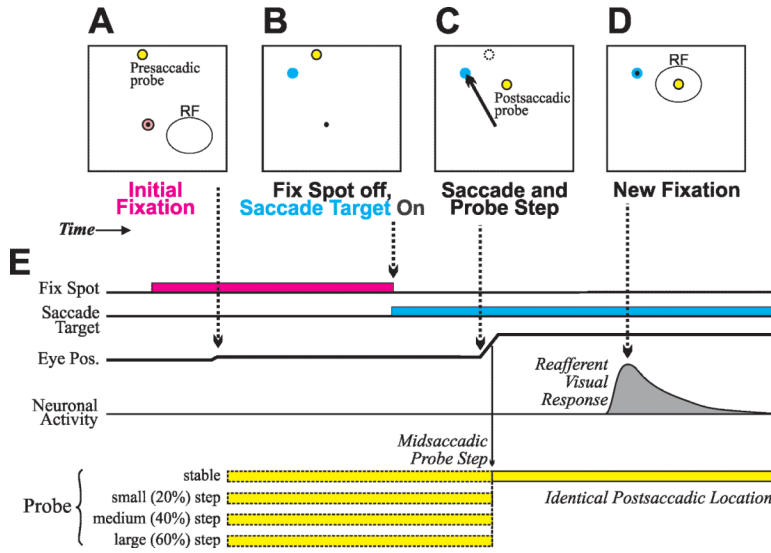 A
B
C
D
Presaccadic
probe
RF
Postsaccadic
probe
RF
Initial
Fixation
Fix Spot off,
Saccade Target On
Saccade and
Probe Step
New Fixation
Time
E
Fix Spot
Saccade
Target
Eye Pos.
Reafferent
Visual
Response
Neuronal
Activity
Midsaccadic
Probe Step
Probe
stable
small (20%) step
medium (40%) step
large (60%) step
Identical Postsaccadic Location